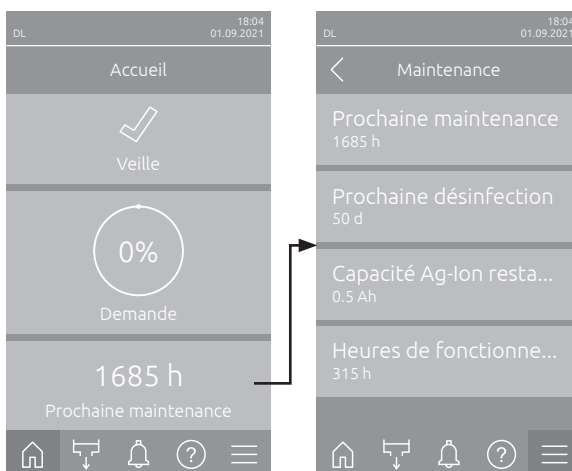 18:04
DL 01.09.2021
Accueil
Veille
0%
Demande
1685 h
Prochaine maintenance
?
18:04
DL 01.09.2021
Maintenance
Prochaine maintenance
1685 h
Prochaine désinfection
50 d
Capacité Ag-Ion resta...
0.5 Ah
Heures de fonctionne...
315 h
?